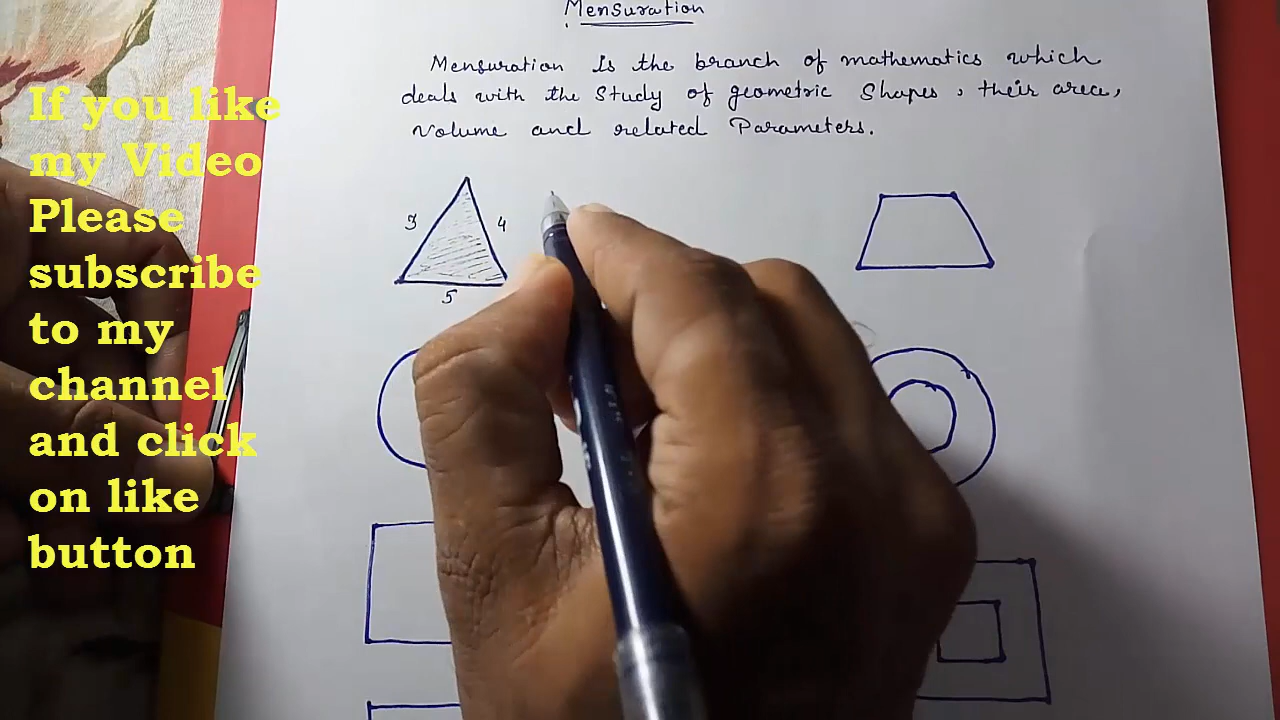 Mensuration
Mensuration Is the branch of mathematics which
deals with the Study of geometric Shapes, their area,
Volume and related Parameters.
3
4
5
If you like
my Video
Please
subscribe
to my
channel
and click
on like
button